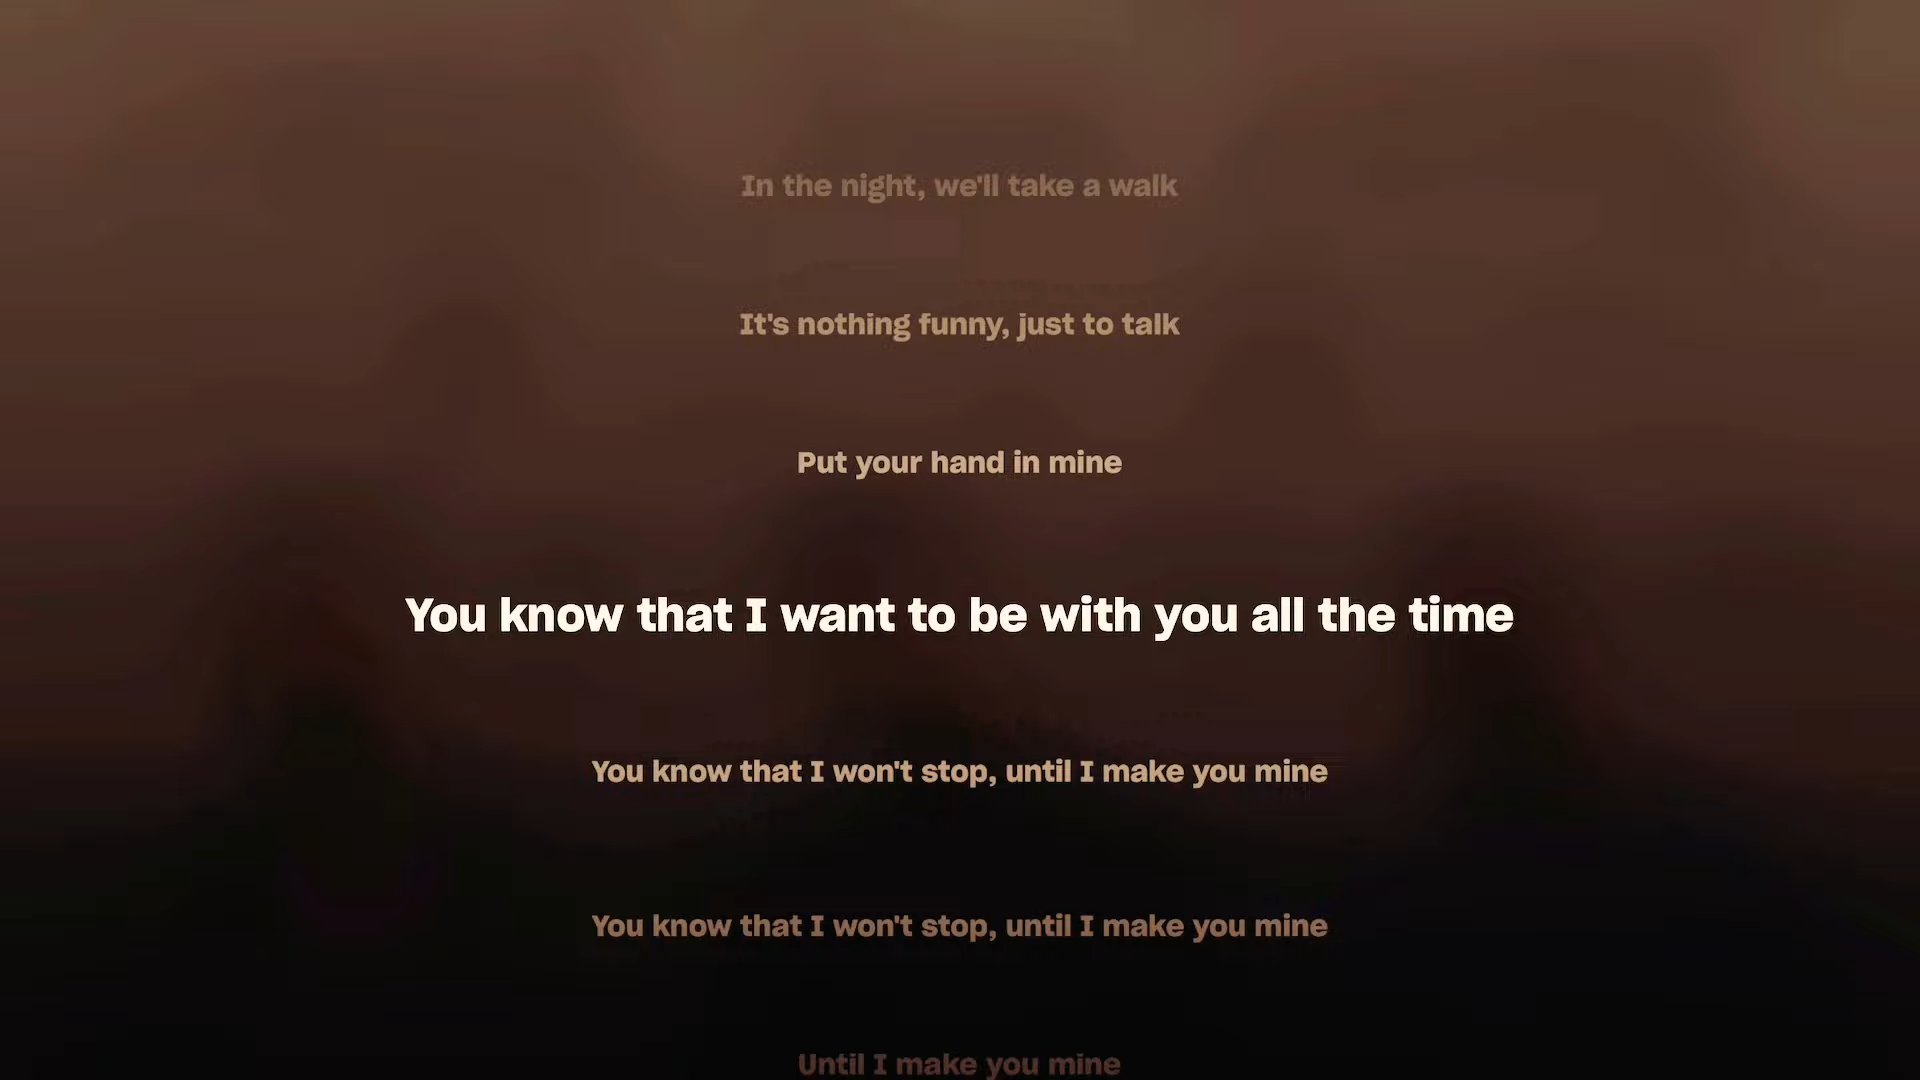 In the night, we'll take a walk
It's nothing funny, just to talk
Put your hand in mine
You know that I want to be with you all the time
You know that I won't stop, until I make you mine
You know that I won't stop, until I make you mine
Until I make you mine